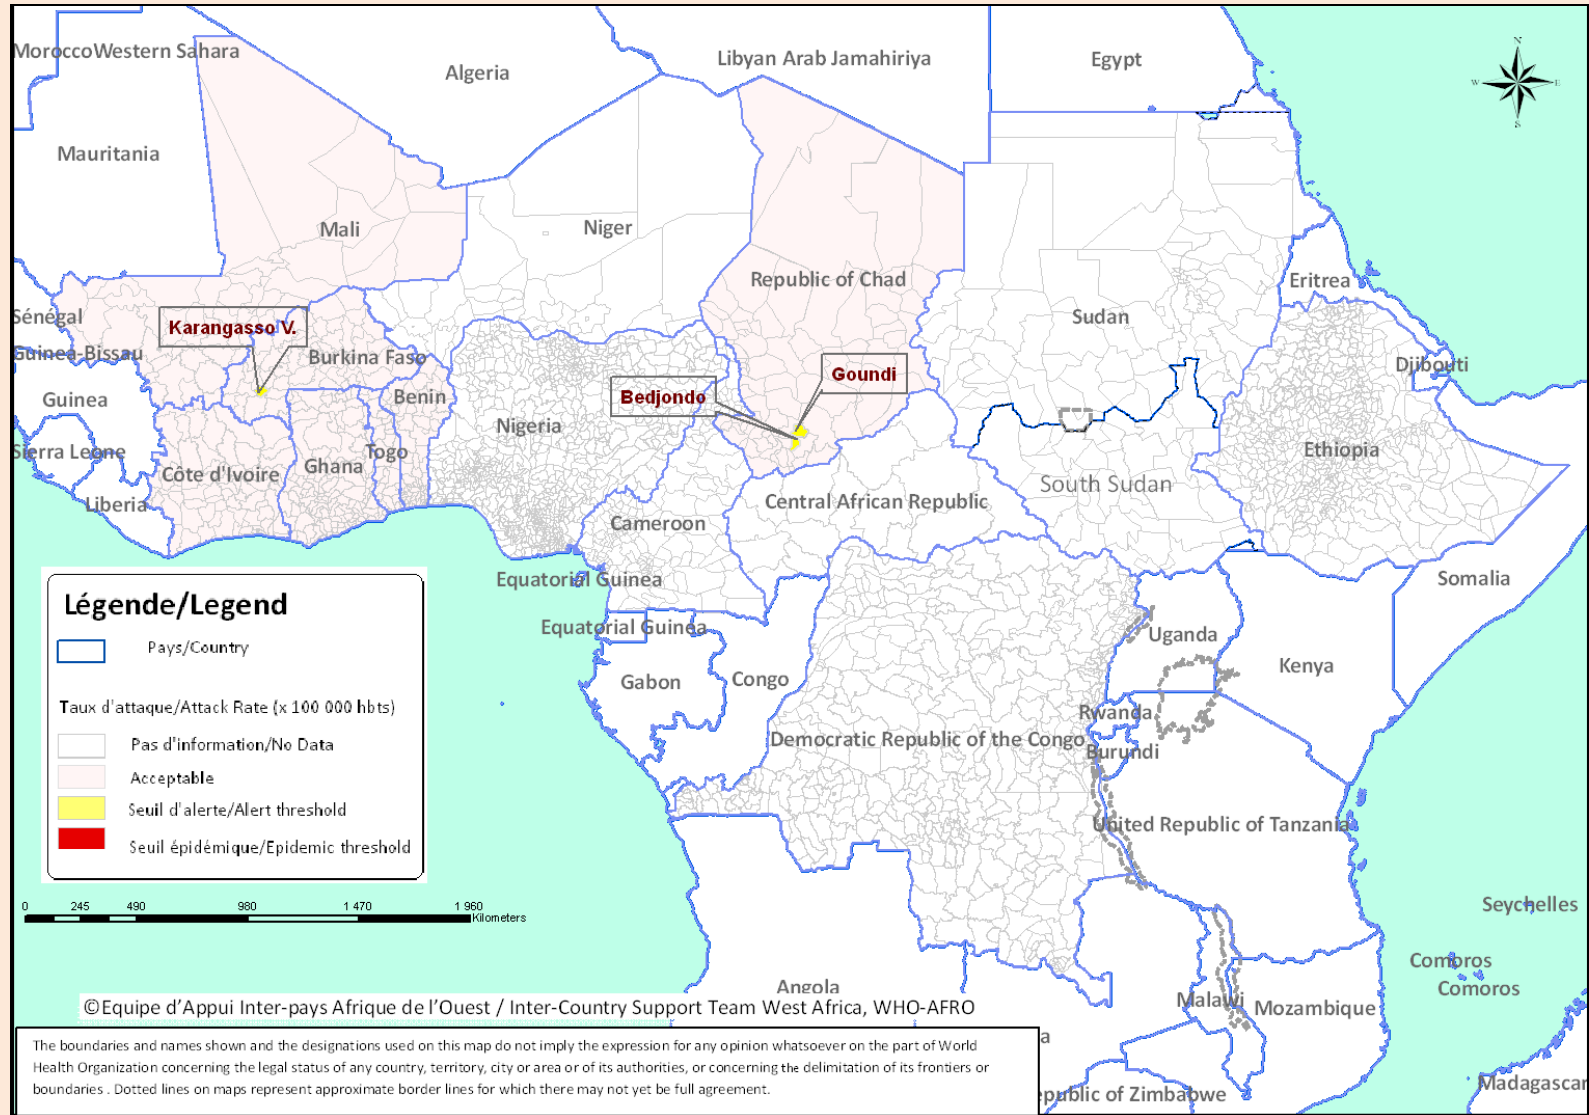 MoroccoWestern Sahara
Algeria
Libyan Arab Jamahiriya
Egypt
N
W
E
S
Mauritania
Mali
Niger
Republic of Chad
Sudan
Eritrea
Sénégal
Karangasso V.
Guinea-Bissau
Burkina Faso
Djibouti
Goundi
Bedjondo
Guinea
Benin
Nigeria
Sierra Leone
Côte d'Ivoire
Ghana
Togo
Ethiopia
Liberia
Central African Republic
South Sudan
Cameroon
Equatorial Guinea
Somalia
Equatorial Guinea
Uganda
Kenya
Gabon
Congo
Rwanda
Democratic Republic of the Congo
Burundi
United Republic of Tanzania
Légende/Legend
Pays/Country
Taux d'attaque/Attack Rate (x 100 000 hbts)
Pas d'information/No Data
Acceptable
Seuil d'alerte/Alert threshold
Seuil épidémique/Epidemic threshold
0 245 490 980 1 470 1 960
Kilometers
Seychelles
Comoros
Comoros
Angola
Malawi
Mozambique
©Equipe d'Appui Inter-pays Afrique de l'Ouest / Inter-Country Support Team West Africa, WHO-AFRO
The boundaries and names shown and the designations used on this map do not imply the expression for any opinion whatsoever on the part of World
Health Organization concerning the legal status of any country, territory, city or area or of its authorities, or concerning the delimitation of its frontiers or
boundaries . Dotted lines on maps represent approximate border lines for which there may not yet be full agreement.
a
epublic of Zimbabwe
Madagascar